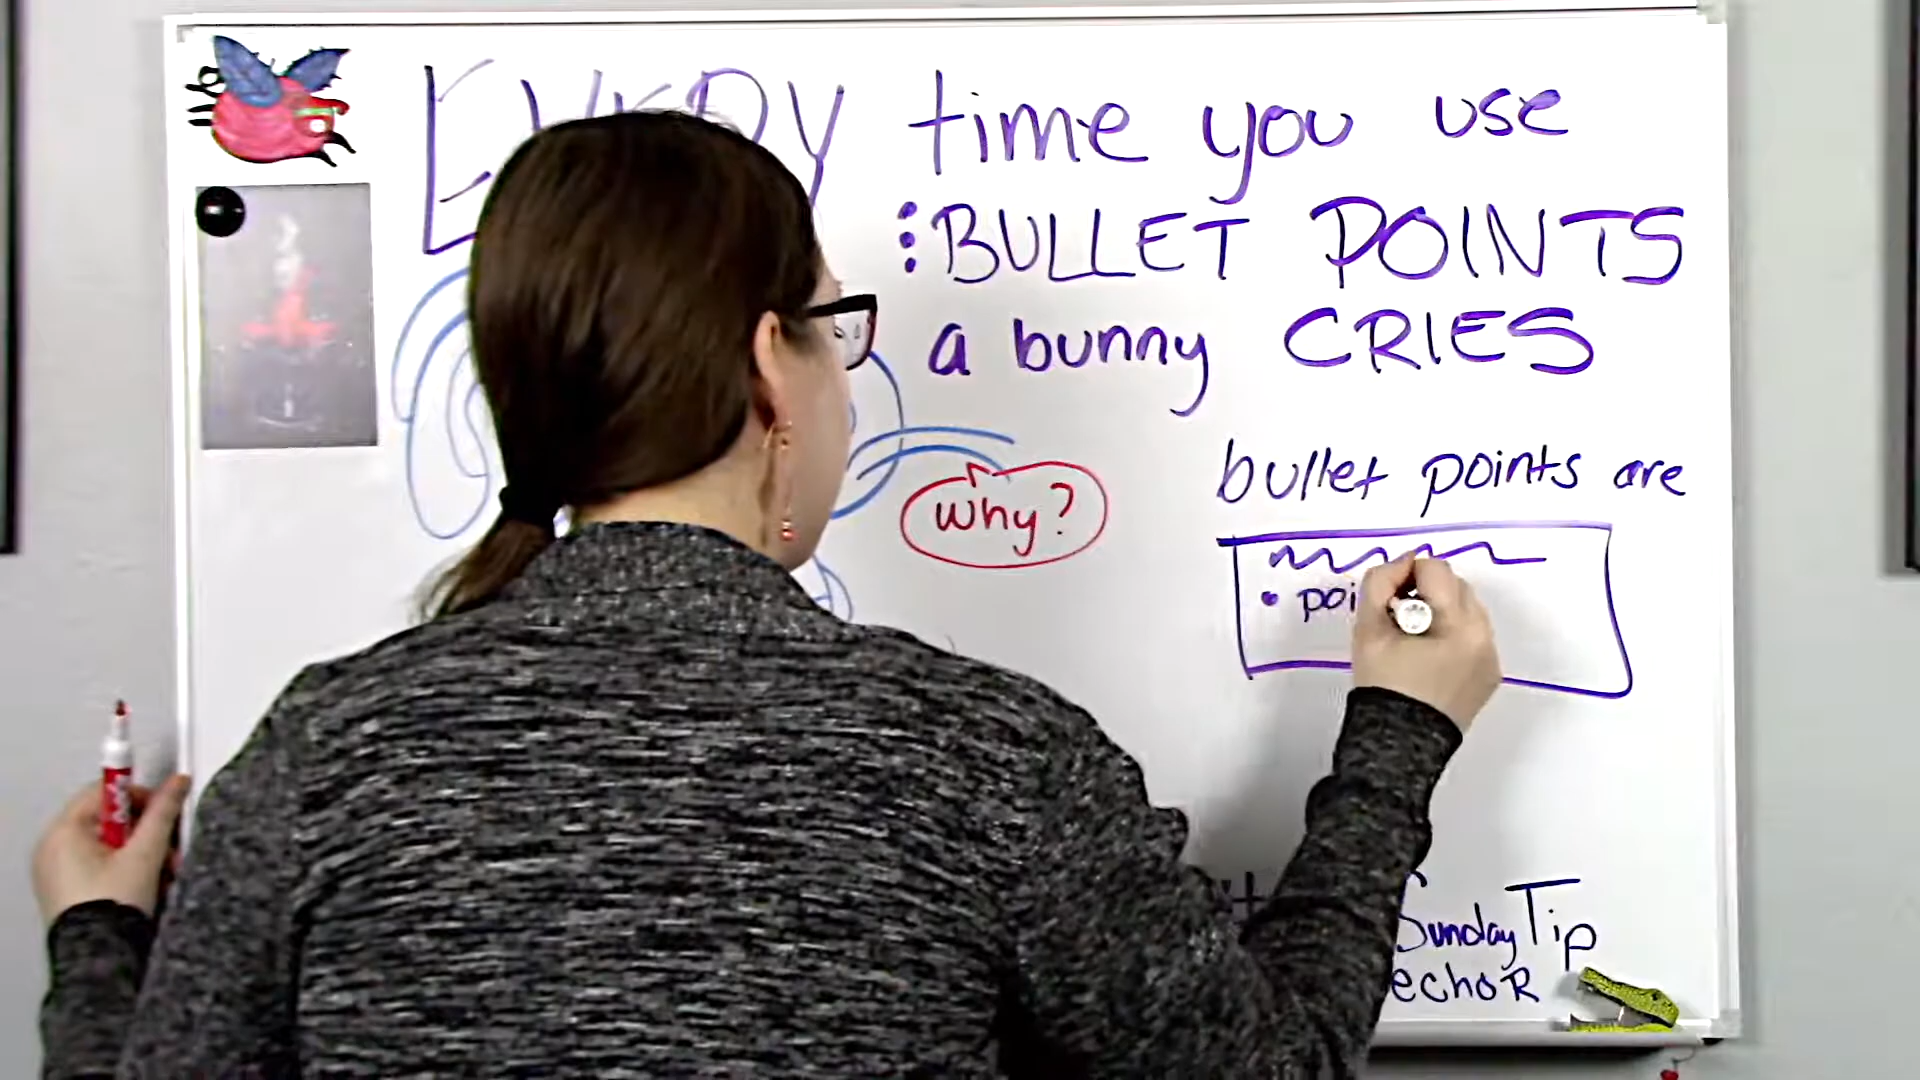 EVERY time you use
: BULLET POINTS
a bunny CRIES
bullet points are
why?
• poi
SundayTip
echoR